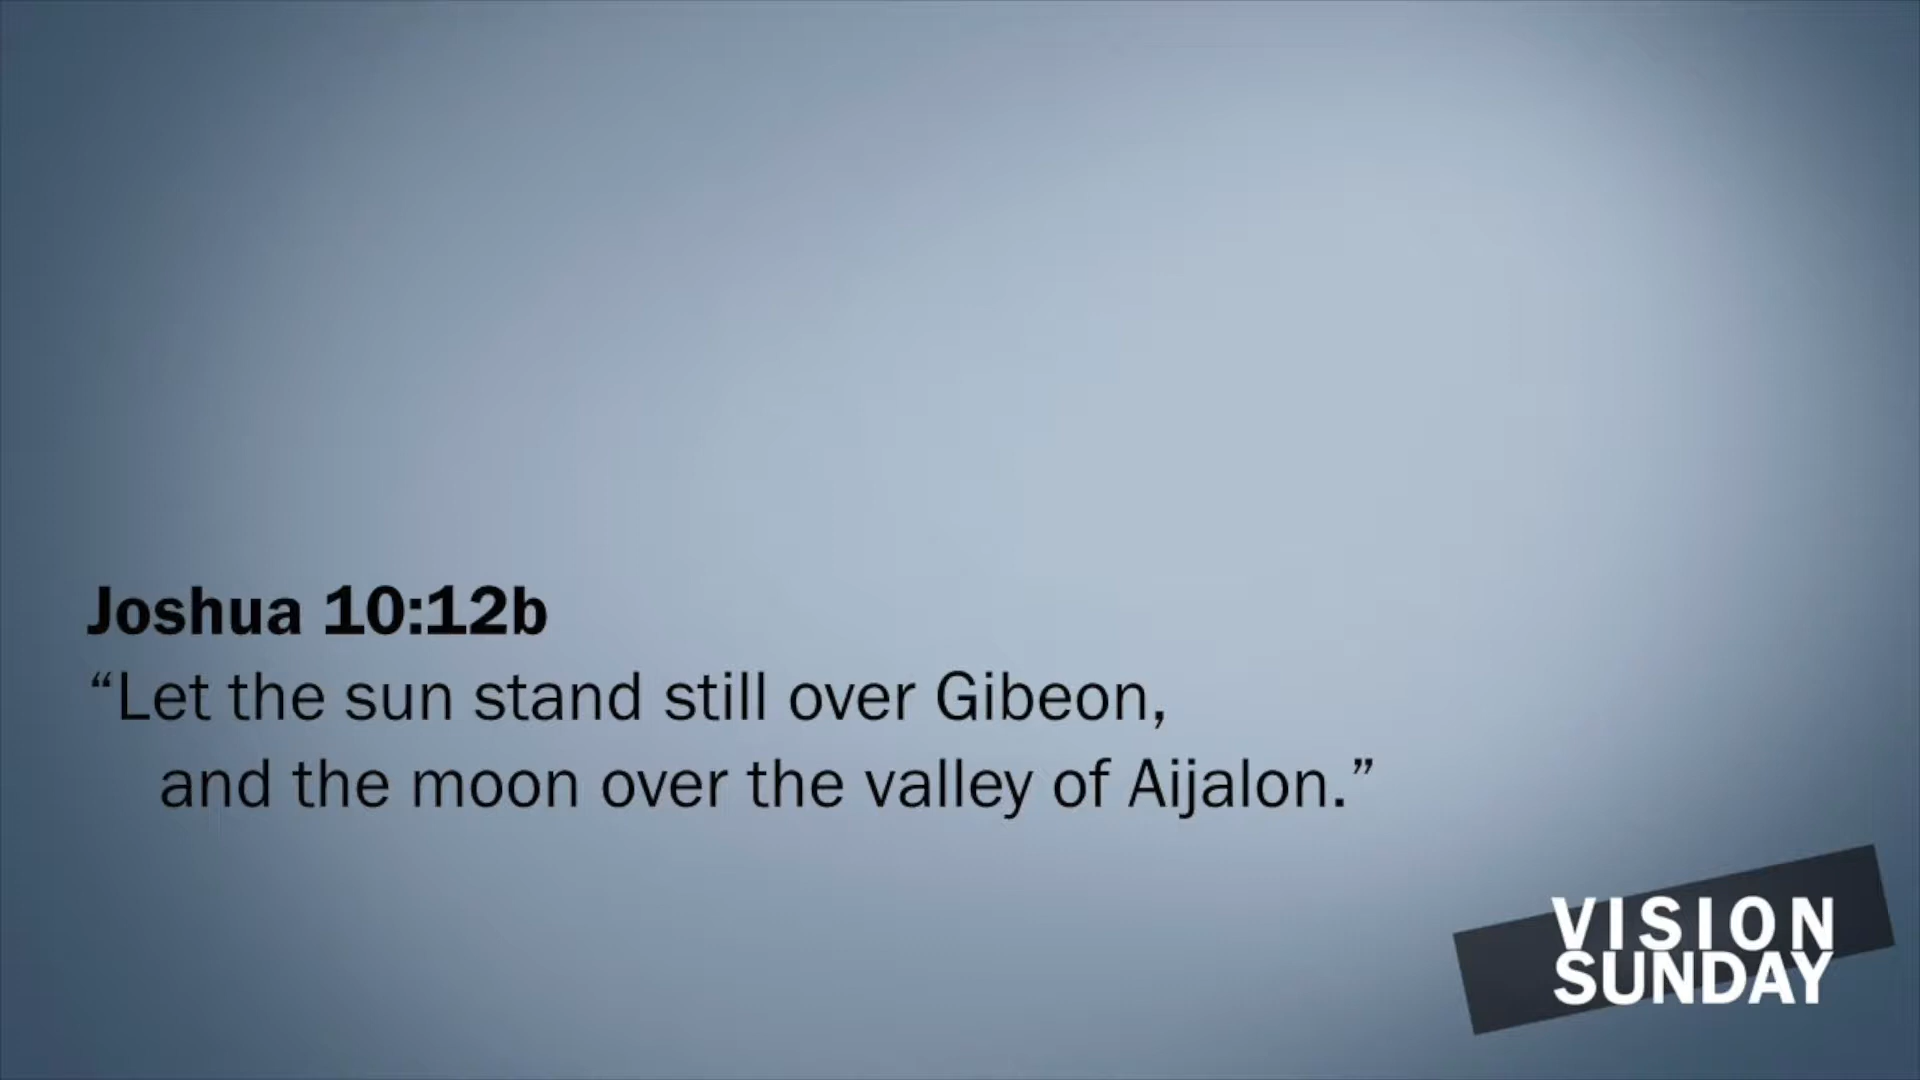 Joshua 10:12b
“Let the sun stand still over Gibeon,
and the moon over the valley of Aijalon.”
VISION
SUNDAY